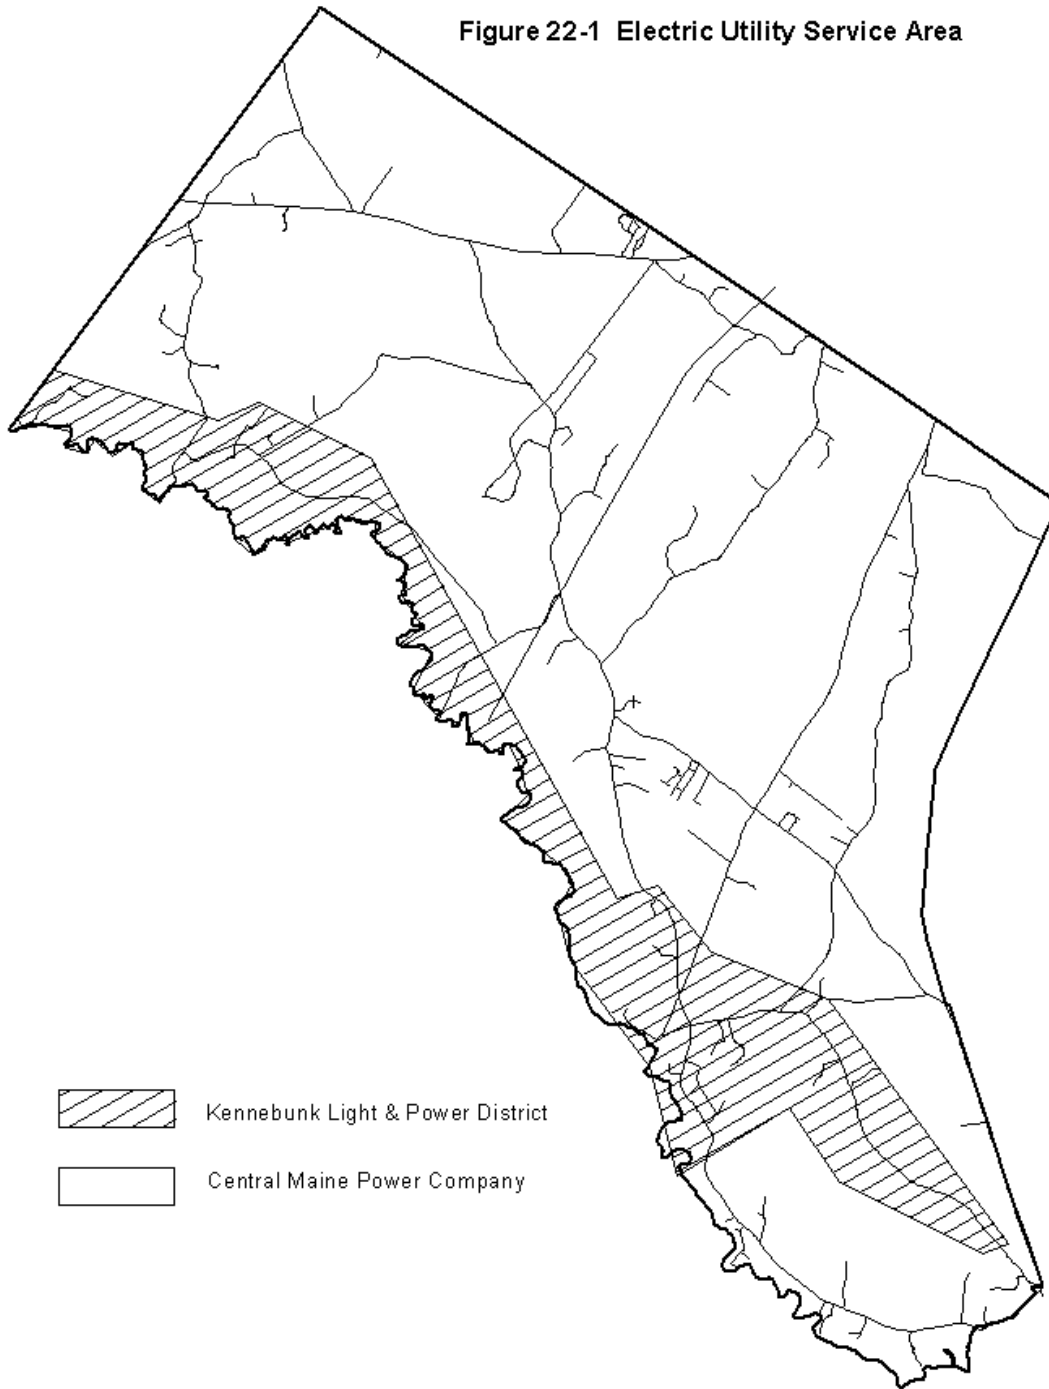 Figure 22-1 Electric Utility Service Area
Kennebunk Light & Power District
Central Maine Power Company